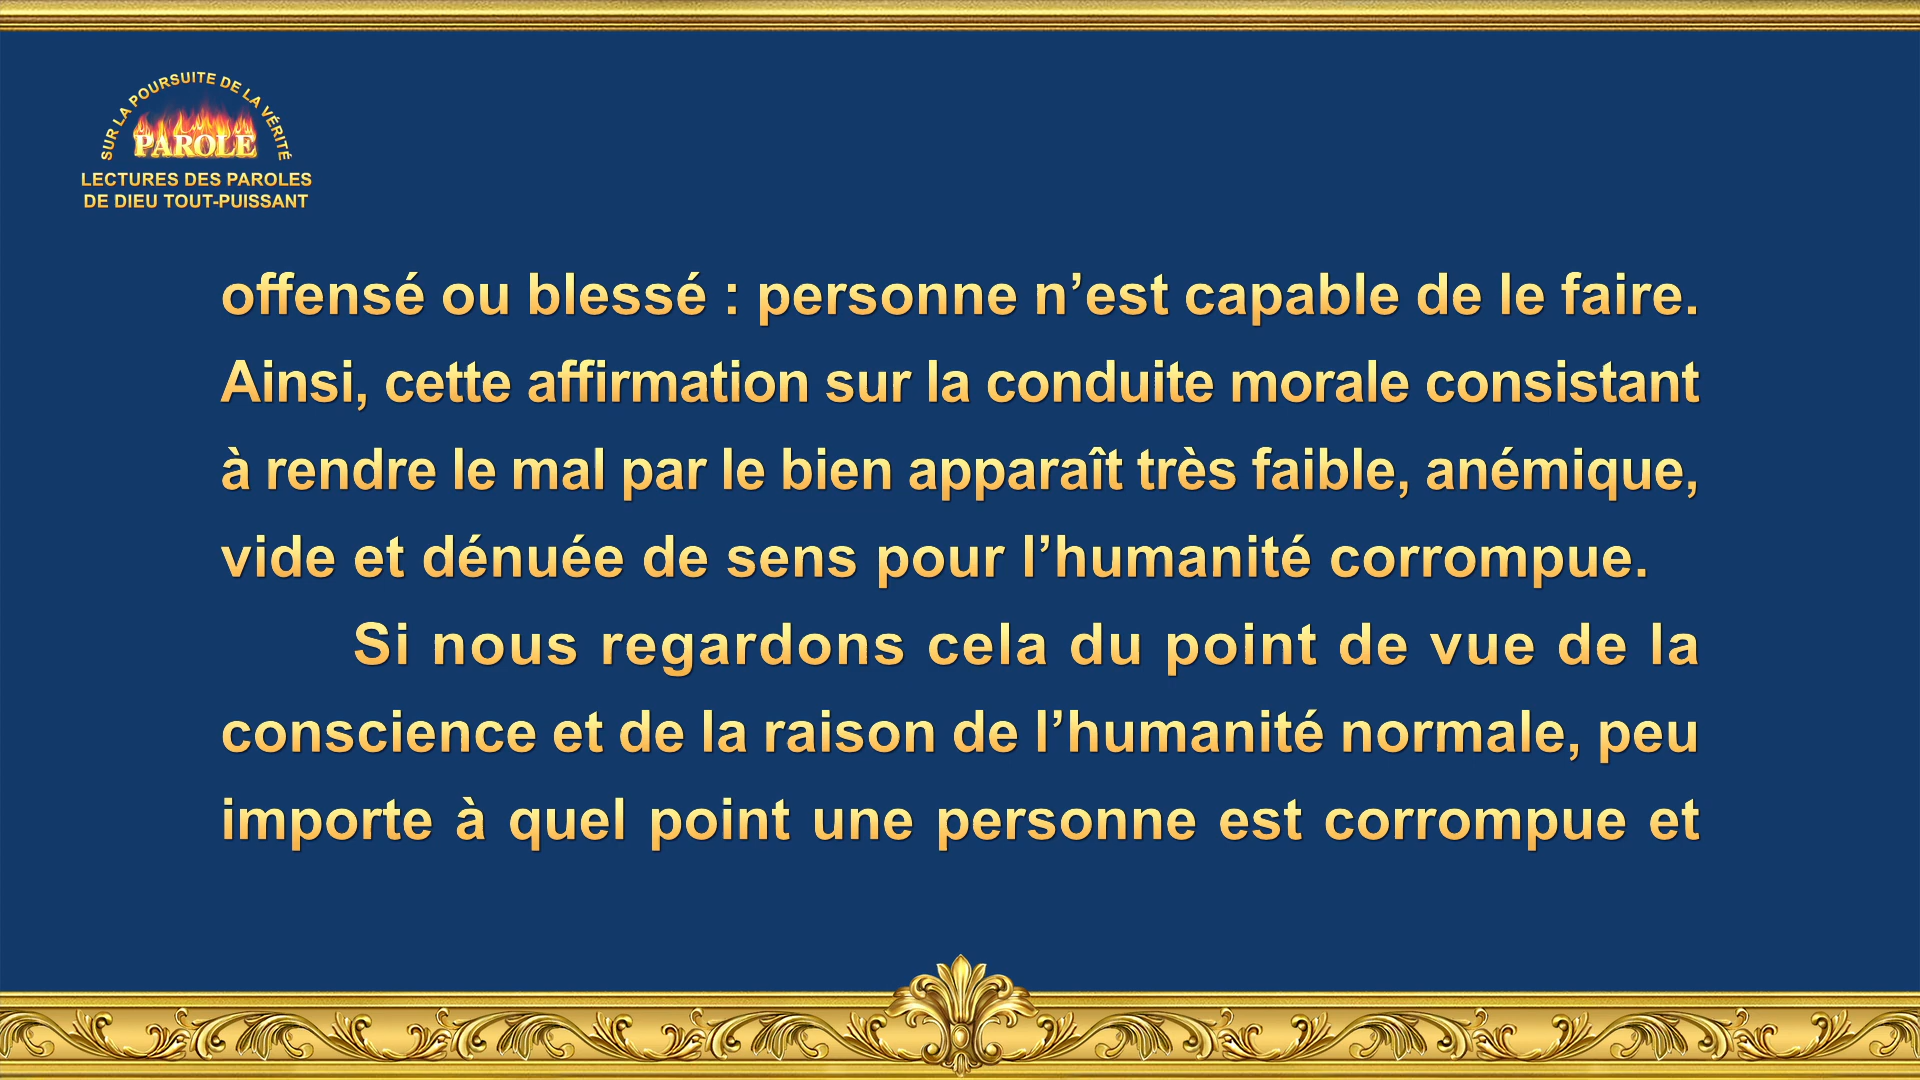 SUR LA POURSUITE DE LA VÉRITÉ
PAROLE
LECTURES DES PAROLES
DE DIEU TOUT-PUISSANT
offensé ou blessé : personne n’est capable de le faire.
Ainsi, cette affirmation sur la conduite morale consistant
à rendre le mal par le bien apparaît très faible, anémique,
vide et dénuée de sens pour l’humanité corrompue.
Si nous regardons cela du point de vue de la
conscience et de la raison de l’humanité normale, peu
importe à quel point une personne est corrompue et